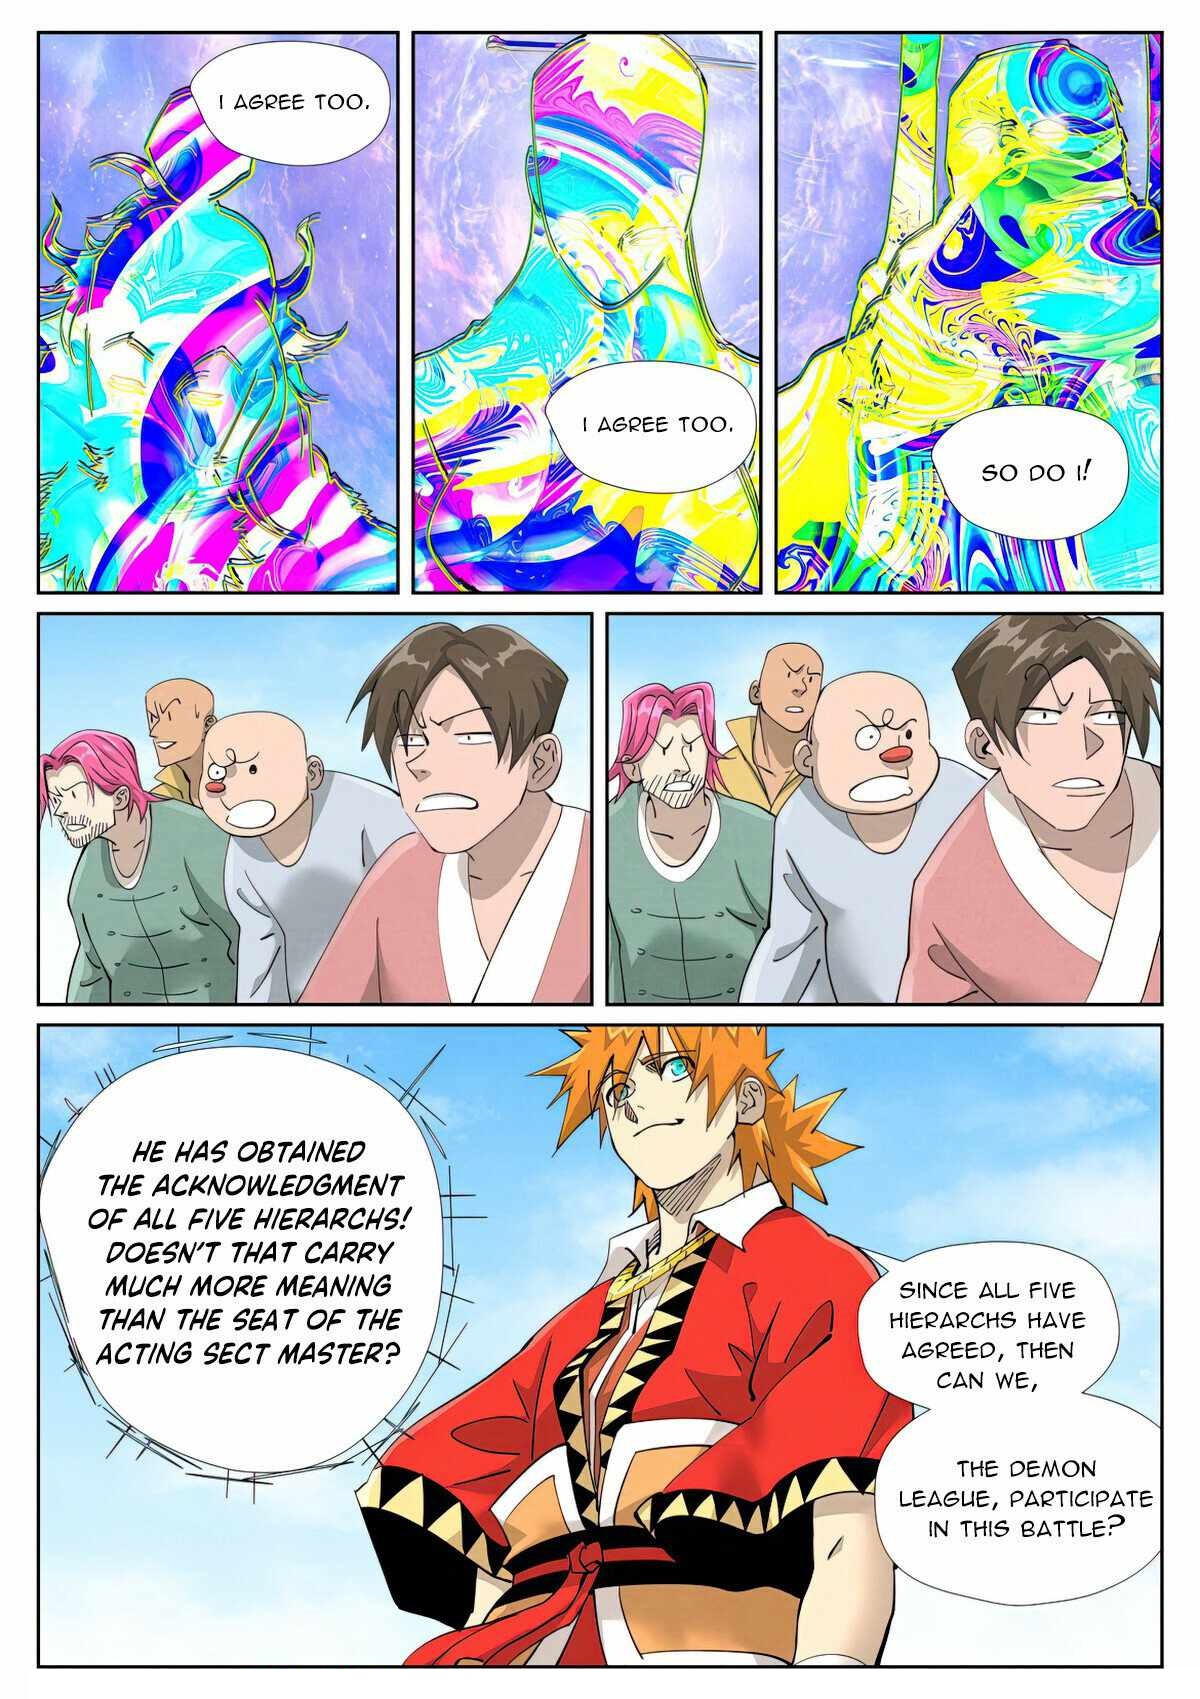 I AGREE TOO.
I AGREE TOO.
SO DO I!
HE HAS OBTAINED
THE ACKNOWLEDGMENT
OF ALL FIVE HIERARCHS!
DOESN'T THAT CARRY
MUCH MORE MEANING
THAN THE SEAT OF THE
ACTING SECT MASTER?
SINCE ALL FIVE
HIERARCHS HAVE
AGREED, THEN
CAN WE,
THE DEMON
LEAGUE, PARTICIPATE
IN THIS BATTLE?